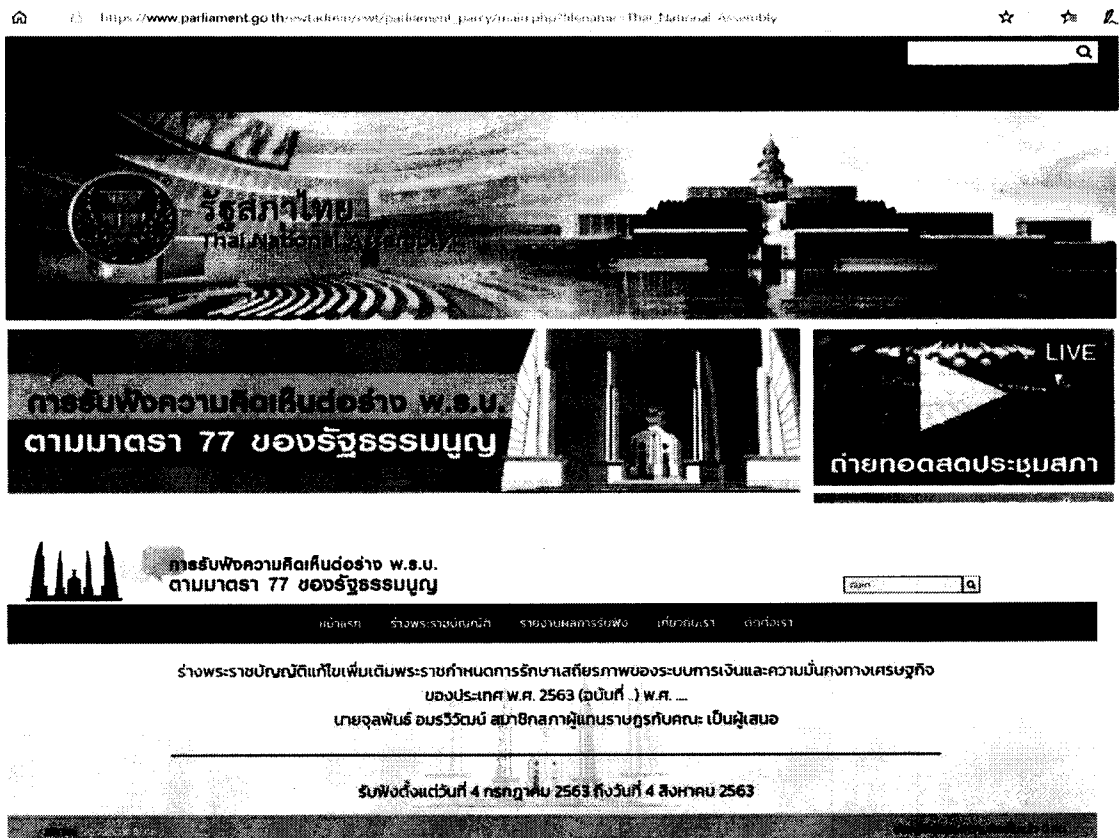 https://www.parliament.go.th/ewtadmin/ewt/parliament_parcy/main.php?filename=Thai_National_Assembly
รัฐสภาไทย
Thai National Assembly
การรับฟังความคิดเห็นต่อร่าง พ.ร.บ.
ตามมาตรา 77 ของรัฐธรรมนูญ
LIVE
ถ่ายทอดสดประชุมสภา
การรับฟังความคิดเห็นต่อร่าง พ.ร.บ.
ตามมาตรา 77 ของรัฐธรรมนูญ
ค้นหา
หน้าแรก ร่างพระราชบัญญัติ รายงานผลการรับฟัง เกี่ยวกับเรา ติดต่อเรา
ร่างพระราชบัญญัติแก้ไขเพิ่มเติมพระราชกำหนดการรักษาเสถียรภาพของระบบการเงินและความมั่นคงทางเศรษฐกิจ
ของประเทศ พ.ศ. 2563 (ฉบับที่ ..) พ.ศ. ....
นายจุลพันธ์ อมรวิวัฒน์ สมาชิกสภาผู้แทนราษฎรกับคณะ เป็นผู้เสนอ
รับฟังตั้งแต่วันที่ 4 กรกฎาคม 2563 ถึงวันที่ 4 สิงหาคม 2563